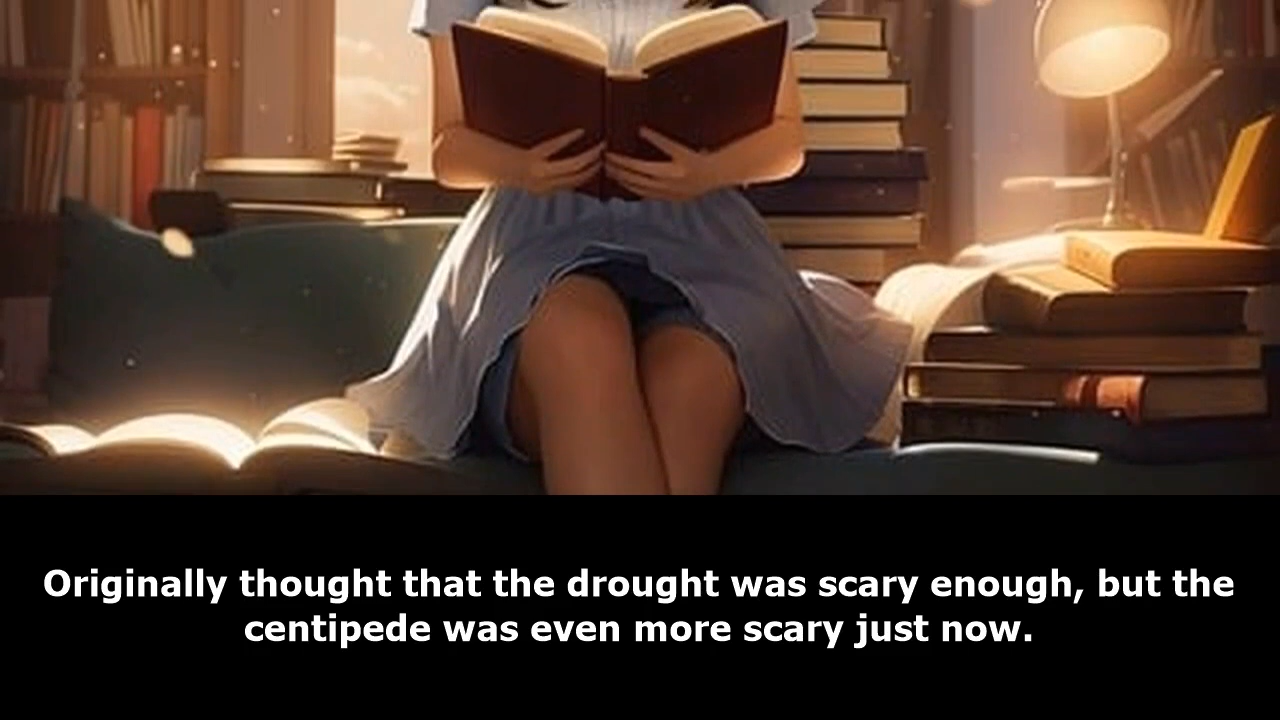 Originally thought that the drought was scary enough, but the
centipede was even more scary just now.